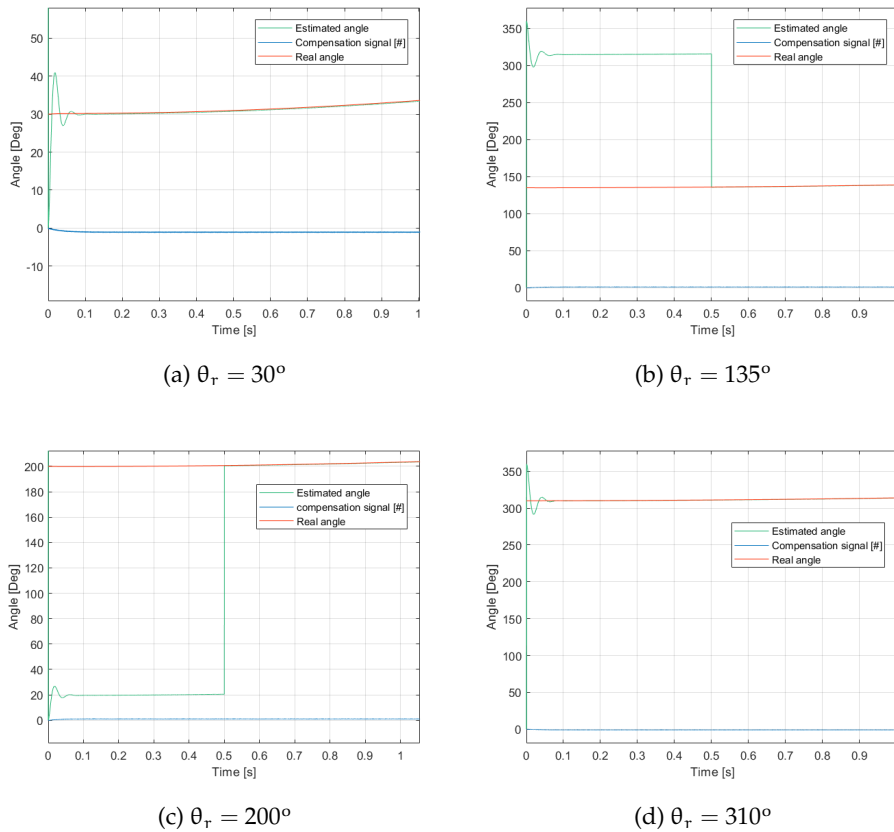 50
40
30
20
10
0
-10
Angle [Deg]
Estimated angle
Compensation signal [#]
Real angle
0 0.1 0.2 0.3 0.4 0.5 0.6 0.7 0.8 0.9 1
Time [s]
(a) θr = 30º
350
300
250
200
150
100
50
0
Angle [Deg]
Estimated angle
Compensation signal [#]
Real angle
0 0.1 0.2 0.3 0.4 0.5 0.6 0.7 0.8 0.9
Time [s]
(b) θr = 135º
200
180
160
140
120
100
80
60
40
20
0
Angle [Deg]
Estimated angle
compensation signal [#]
Real angle
0 0.1 0.2 0.3 0.4 0.5 0.6 0.7 0.8 0.9 1
Time [s]
(c) θr = 200º
350
300
250
200
150
100
50
0
Angle [Deg]
Estimated angle
Compensation signal [#]
Real angle
0 0.1 0.2 0.3 0.4 0.5 0.6 0.7 0.8 0.9
Time [s]
(d) θr = 310º